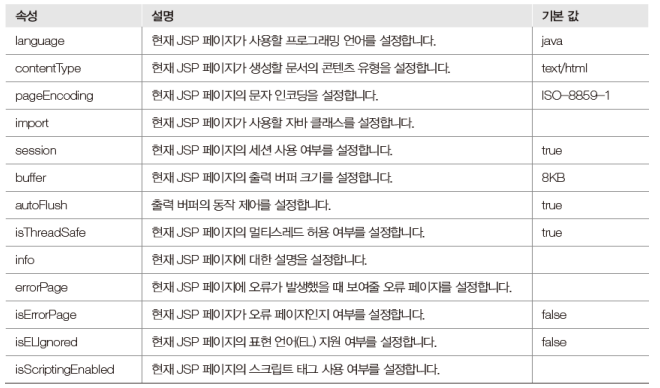 속성 설명 기본 값
language 현재 JSP 페이지가 사용할 프로그래밍 언어를 설정합니다. java
contentType 현재 JSP 페이지가 생성할 문서의 콘텐츠 유형을 설정합니다. text/html
pageEncoding 현재 JSP 페이지의 문자 인코딩을 설정합니다. ISO-8859-1
import 현재 JSP 페이지가 사용할 자바 클래스를 설정합니다.
session 현재 JSP 페이지의 세션 사용 여부를 설정합니다. true
buffer 현재 JSP 페이지의 출력 버퍼 크기를 설정합니다. 8KB
autoFlush 출력 버퍼의 동작 제어를 설정합니다. true
isThreadSafe 현재 JSP 페이지의 멀티스레드 허용 여부를 설정합니다. true
info 현재 JSP 페이지에 대한 설명을 설정합니다.
errorPage 현재 JSP 페이지에 오류가 발생했을 때 보여줄 오류 페이지를 설정합니다.
isErrorPage 현재 JSP 페이지가 오류 페이지인지 여부를 설정합니다. false
isELIgnored 현재 JSP 페이지의 표현 언어(EL) 지원 여부를 설정합니다. false
isScriptingEnabled 현재 JSP 페이지의 스크립트 태그 사용 여부를 설정합니다.